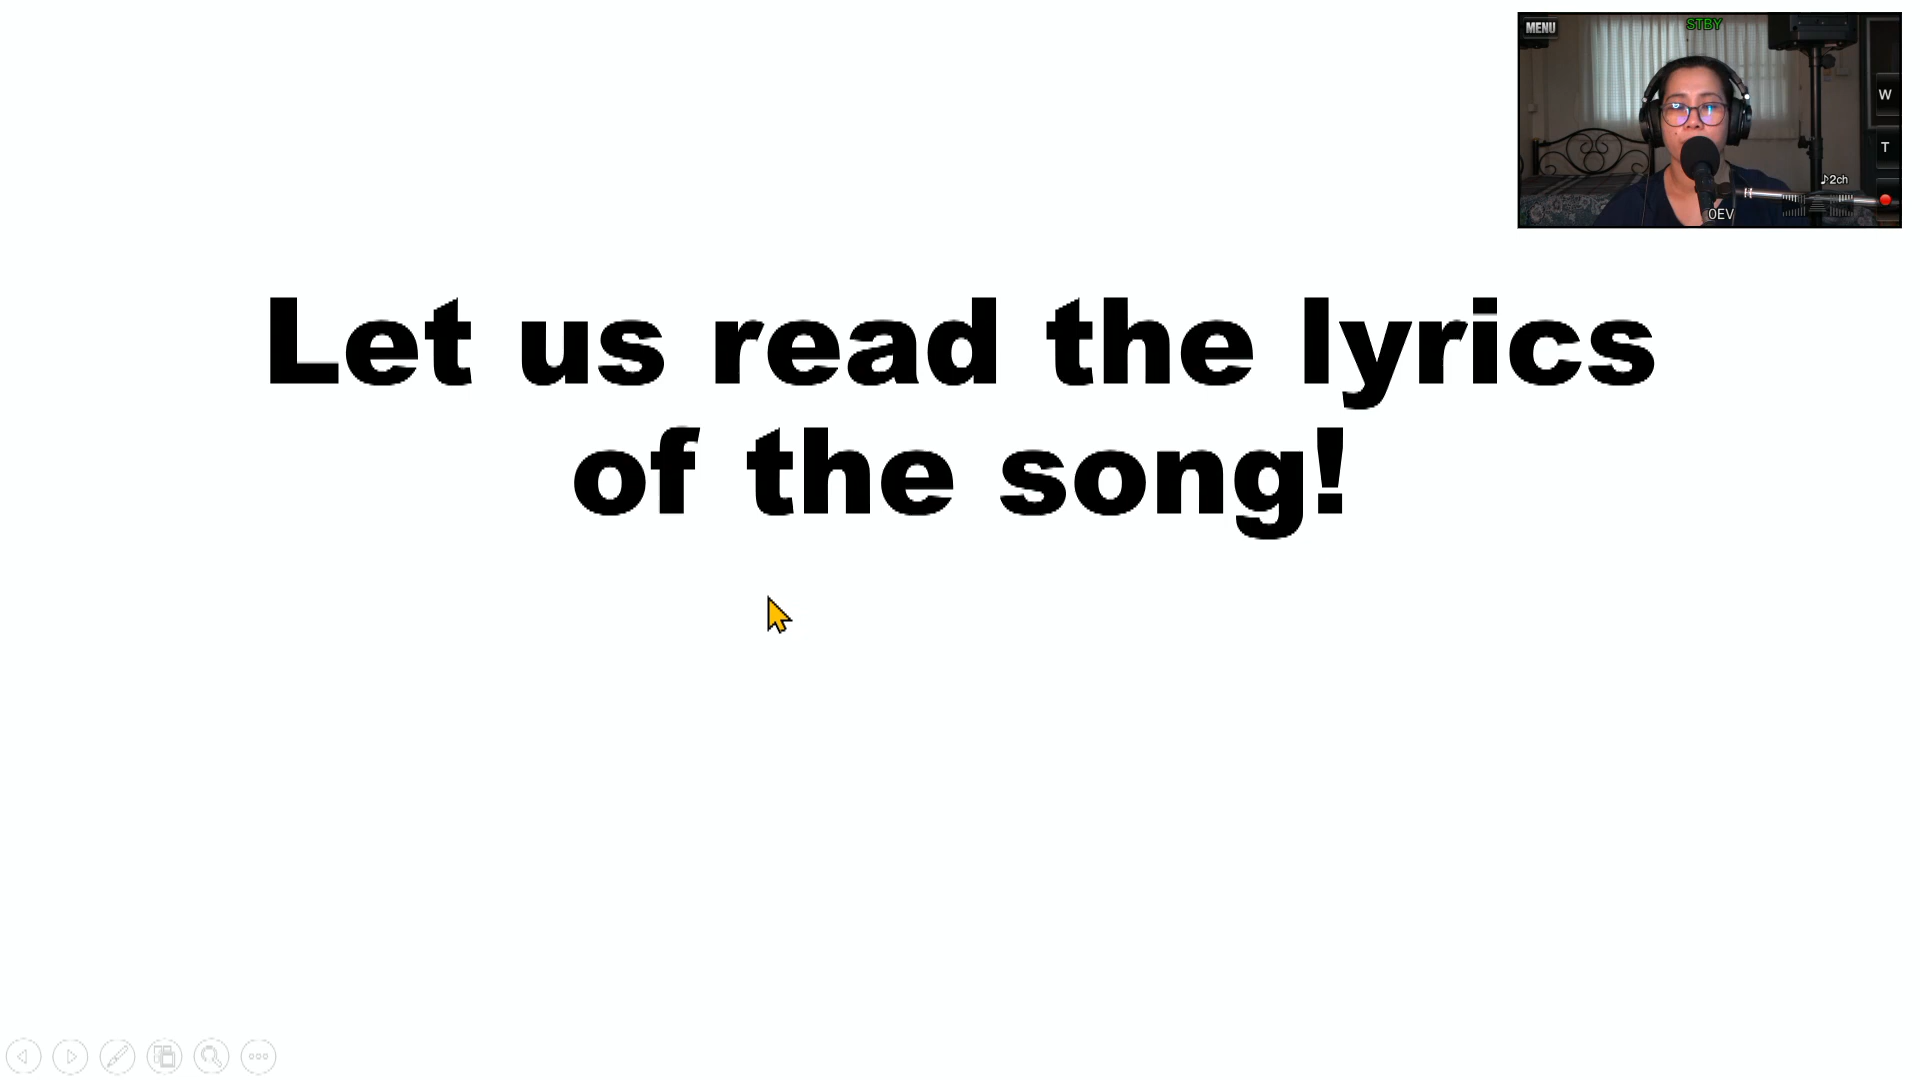 MENU
STBY
W
T
♪2ch
0EV
Let us read the lyrics
of the song!